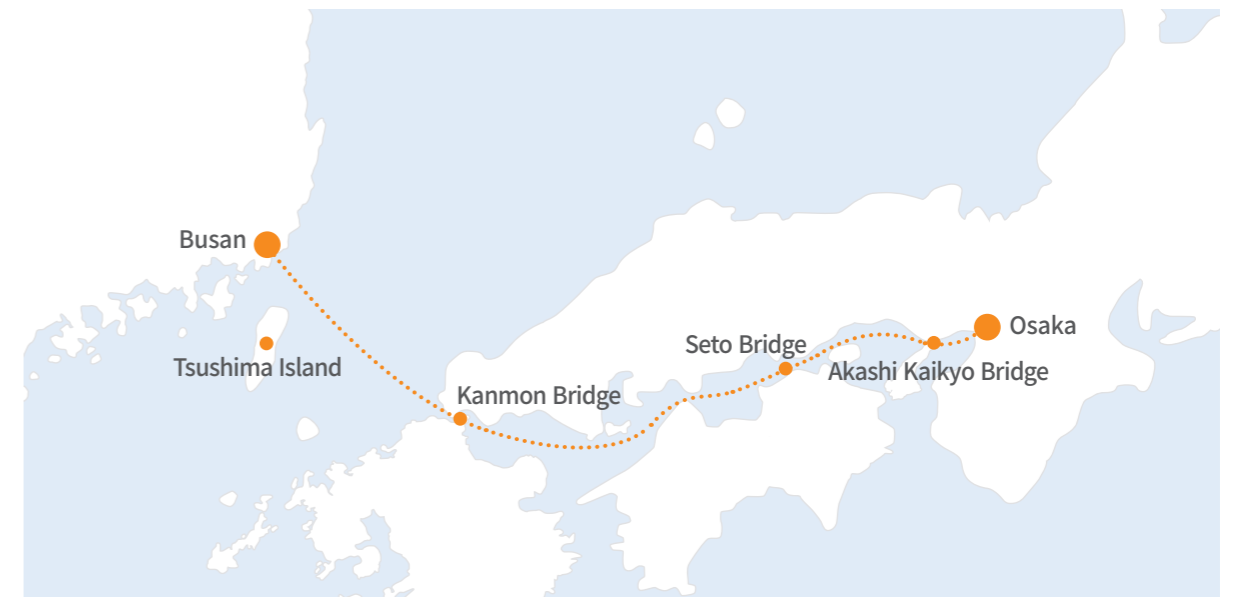 Busan
Tsushima Island
Kanmon Bridge
Seto Bridge
Osaka
Akashi Kaikyo Bridge